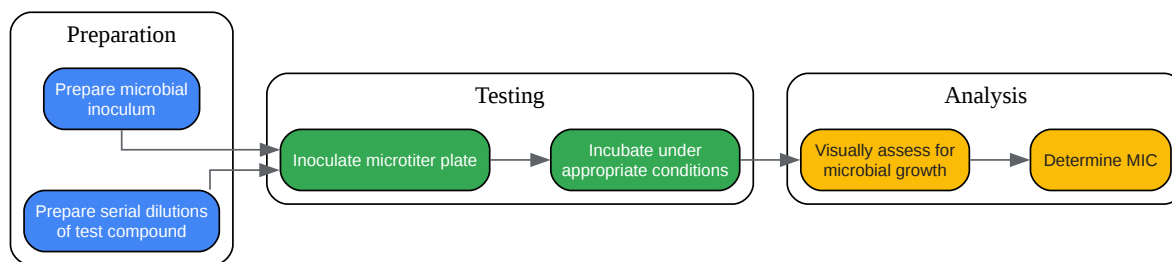 Preparation
Prepare microbial
inoculum
Prepare serial dilutions
of test compound
Testing
Inoculate microtiter plate
Incubate under
appropriate conditions
Analysis
Visually assess for
microbial growth
Determine MIC